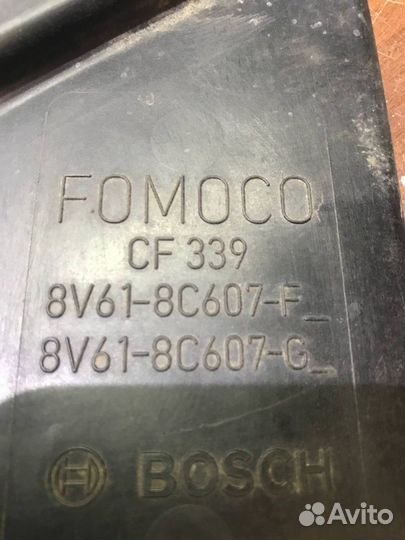 FOMOCO
CF 339
8V61-8C607-F_
8V61-8C607-G_
BOSCH
Avito